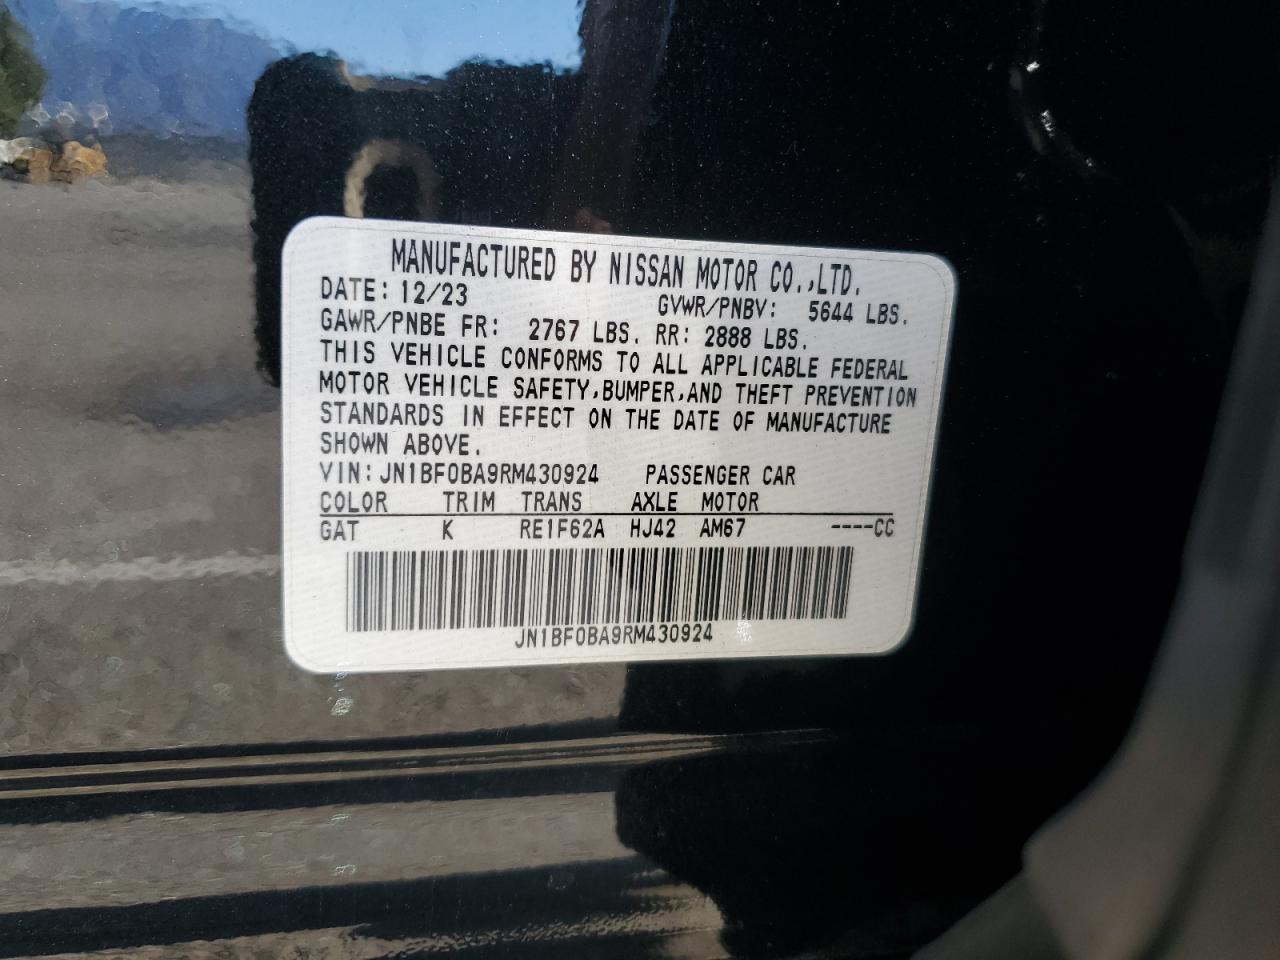 MANUFACTURED BY NISSAN MOTOR CO.,LTD.
DATE: 12/23 GVWR/PNBV: 5644 LBS.
GAWR/PNBE FR: 2767 LBS. RR: 2888 LBS.
THIS VEHICLE CONFORMS TO ALL APPLICABLE FEDERAL
MOTOR VEHICLE SAFETY,BUMPER,AND THEFT PREVENTION
STANDARDS IN EFFECT ON THE DATE OF MANUFACTURE
SHOWN ABOVE.
VIN: JN1BF0BA9RM430924 PASSENGER CAR
COLOR TRIM TRANS AXLE MOTOR
GAT K RE1F62A HJ42 AM67 ----CC
JN1BF0BA9RM430924